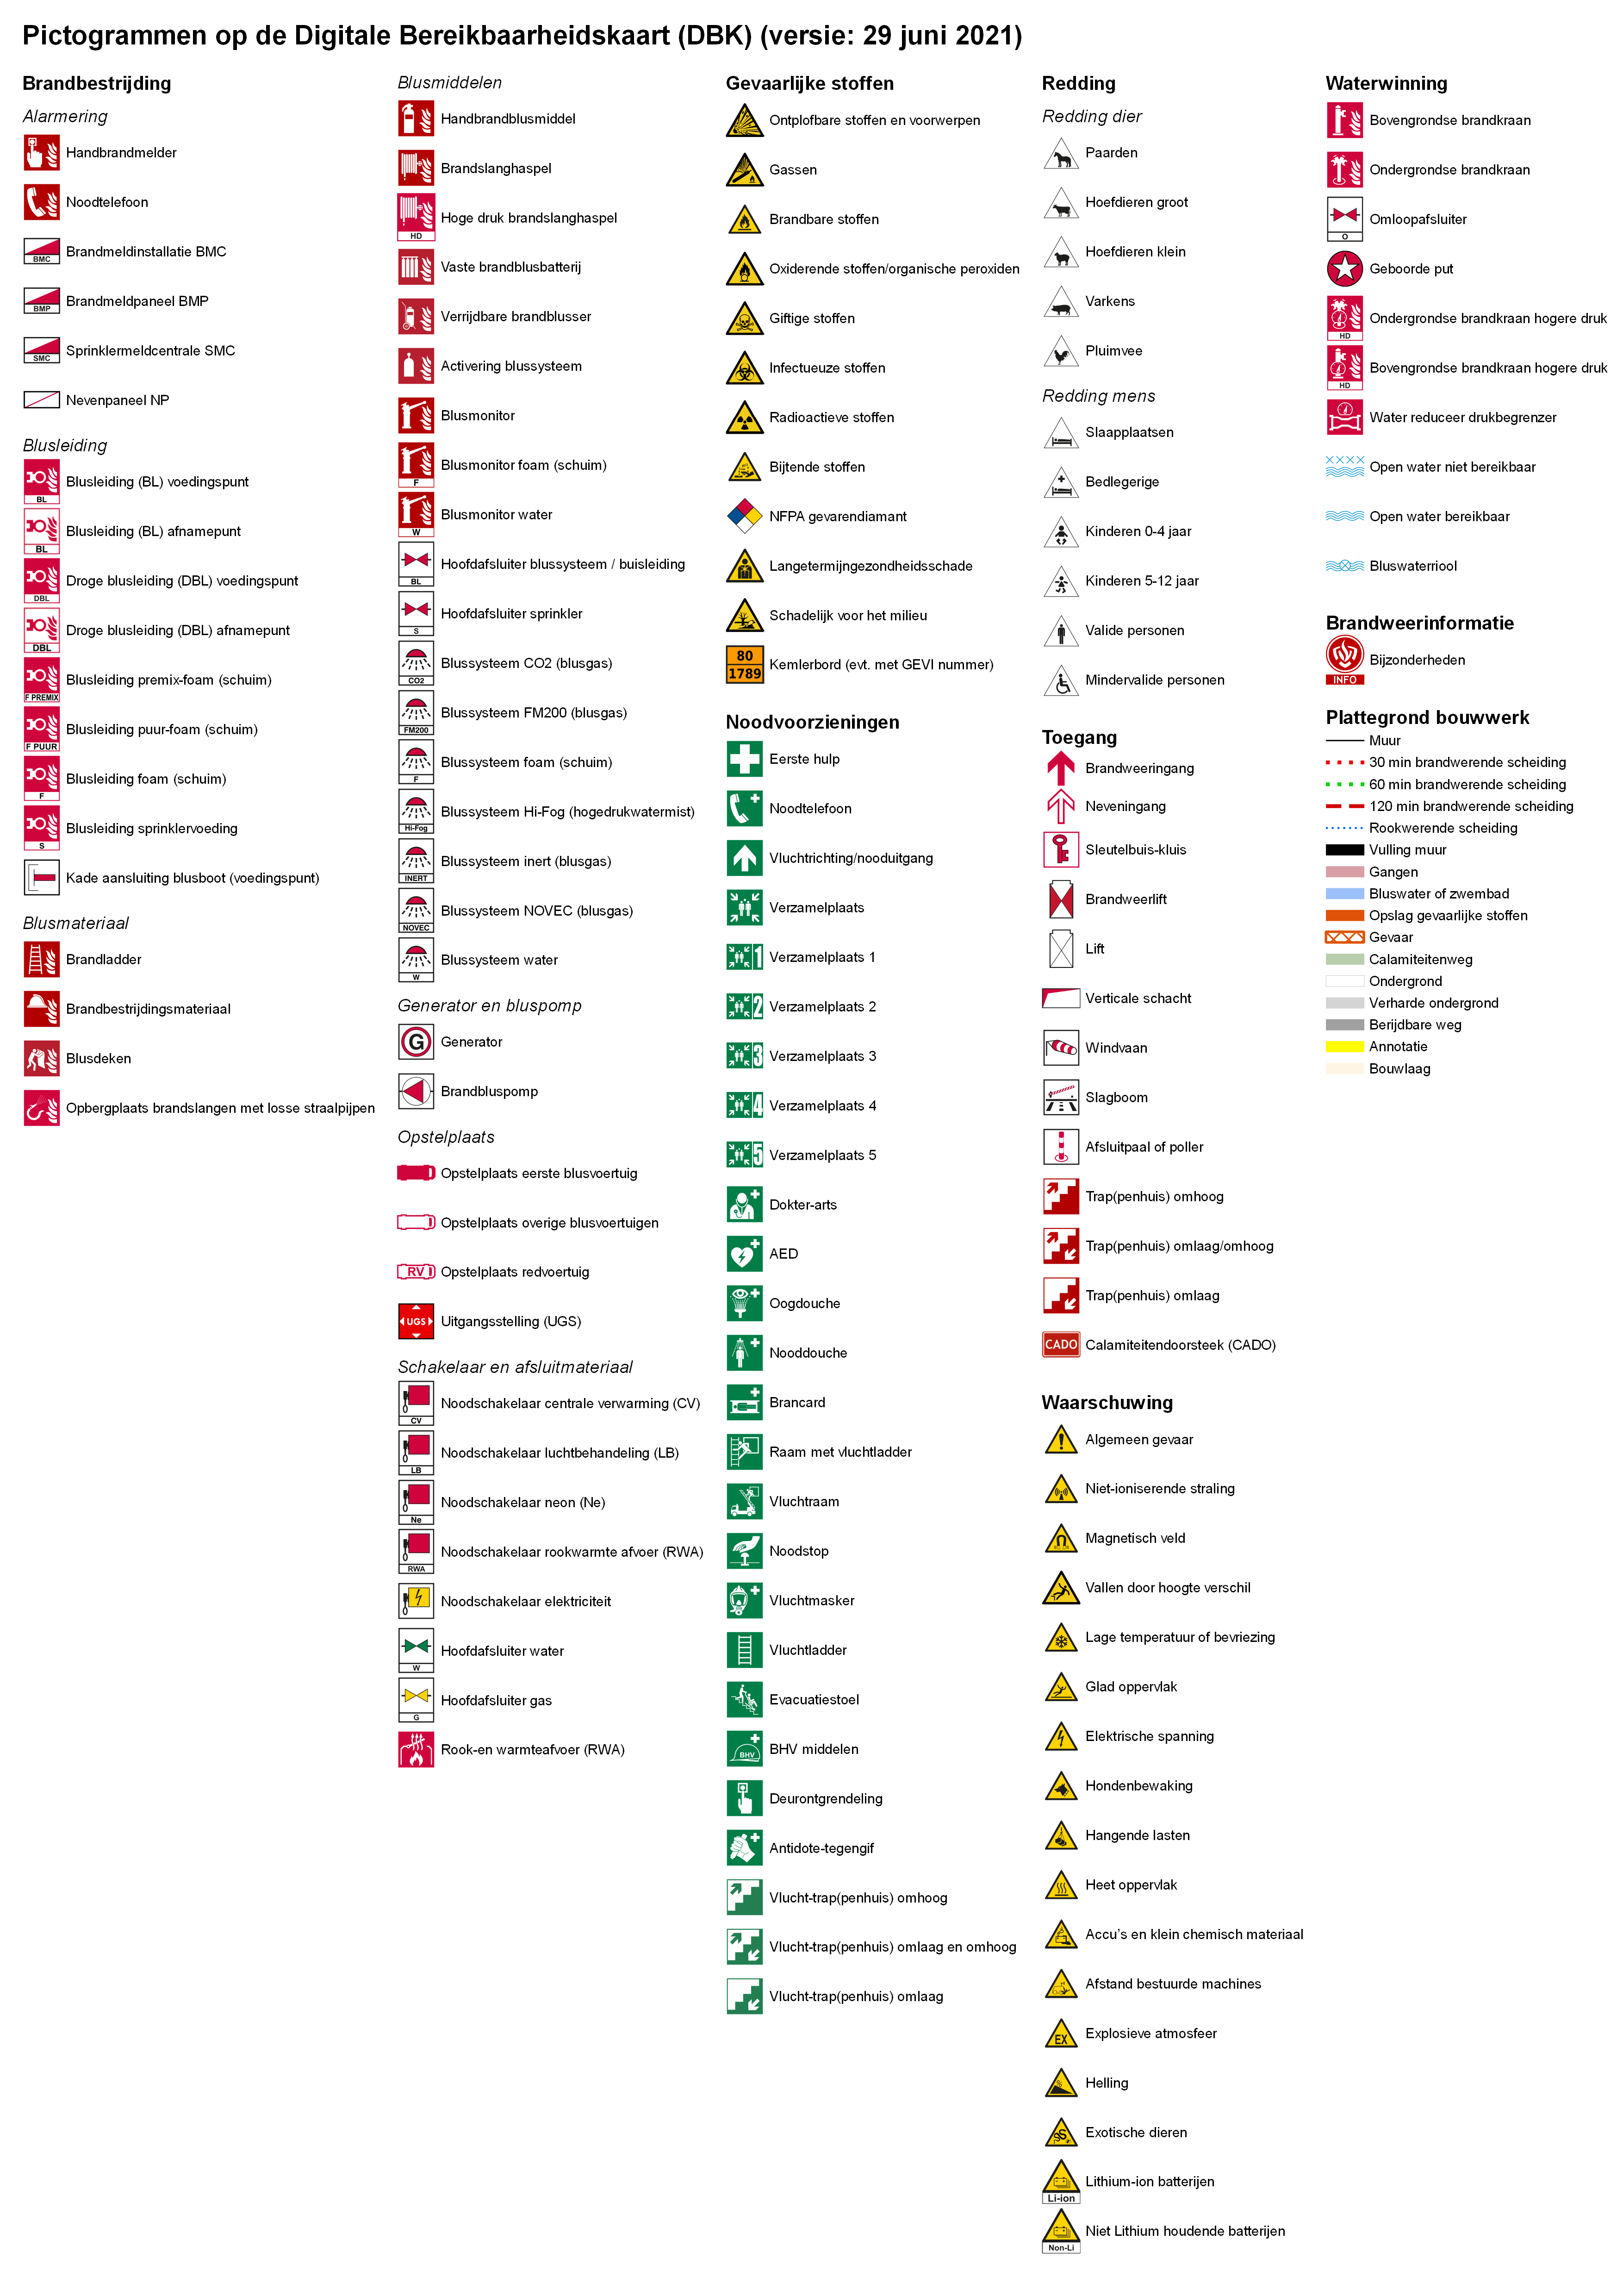 Pictogrammen op de Digitale Bereikbaarheidskaart (DBK) (versie: 29 juni 2021)
Brandbestrijding
Alarmering
Handbrandmelder
Noodtelefoon
BMC Brandmeldinstallatie BMC
BMP Brandmeldpaneel BMP
SMC Sprinklermeldcentrale SMC
Nevenpaneel NP
Blusleiding
BL Blusleiding (BL) voedingspunt
BL Blusleiding (BL) afnamepunt
DBL Droge blusleiding (DBL) voedingspunt
DBL Droge blusleiding (DBL) afnamepunt
F PREMIX Blusleiding premix-foam (schuim)
F PUUR Blusleiding puur-foam (schuim)
F Blusleiding foam (schuim)
S Blusleiding sprinklervoeding
Kade aansluiting blusboot (voedingspunt)
Blusmateriaal
Brandladder
Brandbestrijdingsmateriaal
Blusdeken
Opbergplaats brandslangen met losse straalpijpen
Blusmiddelen
Handbrandblusmiddel
Brandslanghaspel
HD Hoge druk brandslanghaspel
Vaste brandblusbatterij
Verrijdbare brandblusser
Activering blussysteem
Blusmonitor
F Blusmonitor foam (schuim)
W Blusmonitor water
BL Hoofdafsluiter blussysteem / buisleiding
S Hoofdafsluiter sprinkler
CO2 Blussysteem CO2 (blusgas)
FM200 Blussysteem FM200 (blusgas)
F Blussysteem foam (schuim)
Hi-Fog Blussysteem Hi-Fog (hogedrukwatermist)
INERT Blussysteem inert (blusgas)
NOVEC Blussysteem NOVEC (blusgas)
W Blussysteem water
Generator en bluspomp
G Generator
Brandbluspomp
Opstelplaats
Opstelplaats eerste blusvoertuig
Opstelplaats overige blusvoertuigen
RV Opstelplaats redvoertuig
UGS Uitgangsstelling (UGS)
Schakelaar en afsluitmateriaal
CV Noodschakelaar centrale verwarming (CV)
LB Noodschakelaar luchtbehandeling (LB)
Ne Noodschakelaar neon (Ne)
RWA Noodschakelaar rookwarmte afvoer (RWA)
Noodschakelaar elektriciteit
W Hoofdafsluiter water
G Hoofdafsluiter gas
Rook-en warmteafvoer (RWA)
Gevaarlijke stoffen
Ontplofbare stoffen en voorwerpen
Gassen
Brandbare stoffen
Oxiderende stoffen/organische peroxiden
Giftige stoffen
Infectueuze stoffen
Radioactieve stoffen
Bijtende stoffen
NFPA gevarendiamant
Langetermijngezondheidsschade
Schadelijk voor het milieu
80
1789
Kemlerbord (evt. met GEVI nummer)
Noodvoorzieningen
Eerste hulp
Noodtelefoon
Vluchtrichting/nooduitgang
Verzamelplaats
1 Verzamelplaats 1
2 Verzamelplaats 2
3 Verzamelplaats 3
4 Verzamelplaats 4
5 Verzamelplaats 5
Dokter-arts
AED
Oogdouche
Nooddouche
Brancard
Raam met vluchtladder
Vluchtraam
Noodstop
Vluchtmasker
Vluchtladder
Evacuatiestoel
BHV BHV middelen
Deurontgrendeling
Antidote-tegengif
Vlucht-trap(penhuis) omhoog
Vlucht-trap(penhuis) omlaag en omhoog
Vlucht-trap(penhuis) omlaag
Redding
Redding dier
Paarden
Hoefdieren groot
Hoefdieren klein
Varkens
Pluimvee
Redding mens
Slaapplaatsen
Bedlegerige
Kinderen 0-4 jaar
Kinderen 5-12 jaar
Valide personen
Mindervalide personen
Toegang
Brandweeringang
Neveningang
Sleutelbuis-kluis
Brandweerlift
Lift
Verticale schacht
Windvaan
Slagboom
Afsluitpaal of poller
Trap(penhuis) omhoog
Trap(penhuis) omlaag/omhoog
Trap(penhuis) omlaag
CADO Calamiteitendoorsteek (CADO)
Waarschuwing
Algemeen gevaar
Niet-ioniserende straling
Magnetisch veld
Vallen door hoogte verschil
Lage temperatuur of bevriezing
Glad oppervlak
Elektrische spanning
Hondenbewaking
Hangende lasten
Heet oppervlak
Accu's en klein chemisch materiaal
Afstand bestuurde machines
EX Explosieve atmosfeer
Helling
Exotische dieren
Li-ion Lithium-ion batterijen
Non-Li Niet Lithium houdende batterijen
Waterwinning
Bovengrondse brandkraan
Ondergrondse brandkraan
O Omloopafsluiter
Geboorde put
HD Ondergrondse brandkraan hogere druk
HD Bovengrondse brandkraan hogere druk
Water reduceer drukbegrenzer
Open water niet bereikbaar
Open water bereikbaar
Bluswaterriool
Brandweerinformatie
INFO Bijzonderheden
Plattegrond bouwwerk
Muur
30 min brandwerende scheiding
60 min brandwerende scheiding
120 min brandwerende scheiding
Rookwerende scheiding
Vulling muur
Gangen
Bluswater of zwembad
Opslag gevaarlijke stoffen
Gevaar
Calamiteitenweg
Ondergrond
Verharde ondergrond
Berijdbare weg
Annotatie
Bouwlaag